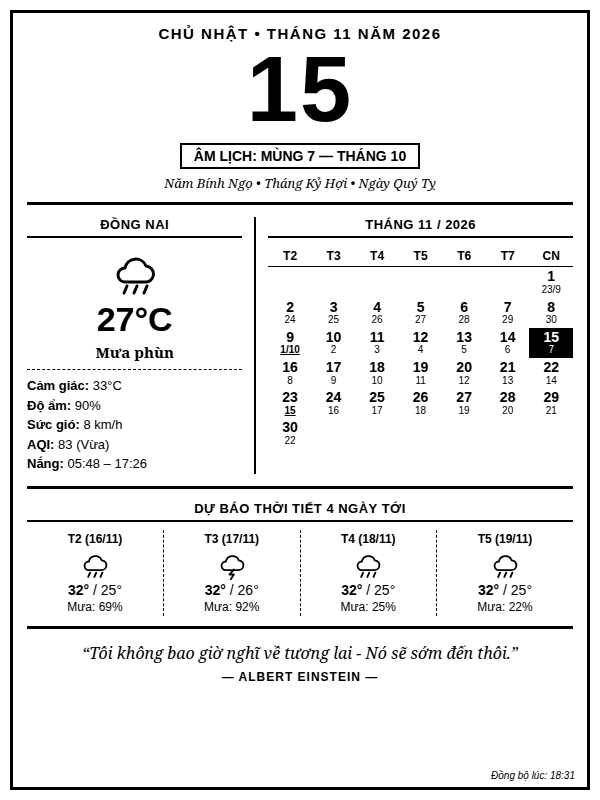 CHỦ NHẬT • THÁNG 11 NĂM 2026
15
ÂM LỊCH: MÙNG 7 — THÁNG 10
Năm Bính Ngọ • Tháng Kỷ Hợi • Ngày Quý Tỵ
ĐỒNG NAI
27°C
Mưa phùn
Cảm giác: 33°C
Độ ẩm: 90%
Sức gió: 8 km/h
AQI: 83 (Vừa)
Nắng: 05:48 – 17:26
THÁNG 11 / 2026
T2 T3 T4 T5 T6 T7 CN
1
23/9
2 3 4 5 6 7 8
24 25 26 27 28 29 30
9 10 11 12 13 14 15
1/10 2 3 4 5 6 7
16 17 18 19 20 21 22
8 9 10 11 12 13 14
23 24 25 26 27 28 29
15 16 17 18 19 20 21
30
22
DỰ BÁO THỜI TIẾT 4 NGÀY TỚI
T2 (16/11) T3 (17/11) T4 (18/11) T5 (19/11)
32° / 25° 32° / 26° 32° / 25° 32° / 25°
Mưa: 69% Mưa: 92% Mưa: 25% Mưa: 22%
“Tôi không bao giờ nghĩ về tương lai - Nó sẽ sớm đến thôi.”
— ALBERT EINSTEIN —
Đồng bộ lúc: 18:31